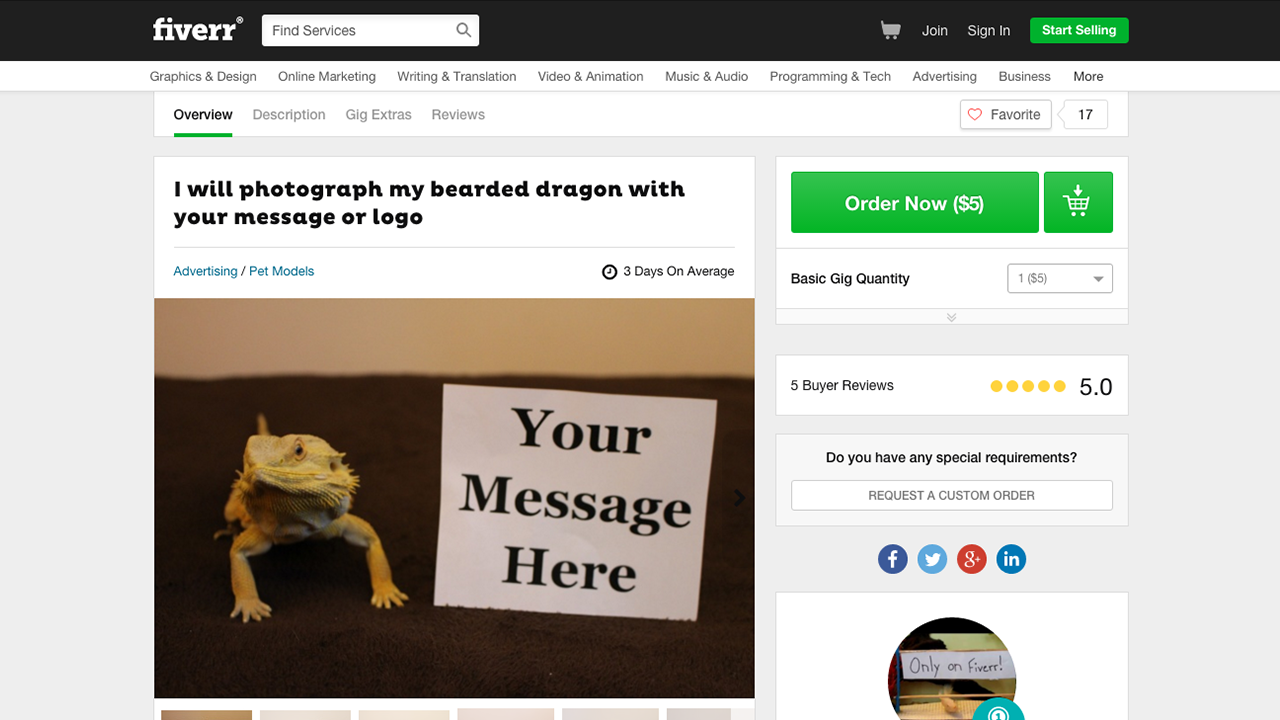 fiverr®
Find Services
Join
Sign In
Start Selling
Graphics & Design
Online Marketing
Writing & Translation
Video & Animation
Music & Audio
Programming & Tech
Advertising
Business
More
Overview
Description
Gig Extras
Reviews
Favorite
17
I will photograph my bearded dragon with
your message or logo
Advertising / Pet Models
3 Days On Average
Your
Message
Here
Order Now ($5)
Basic Gig Quantity
1 ($5)
5 Buyer Reviews
5.0
Do you have any special requirements?
REQUEST A CUSTOM ORDER
Only on Fiverr!